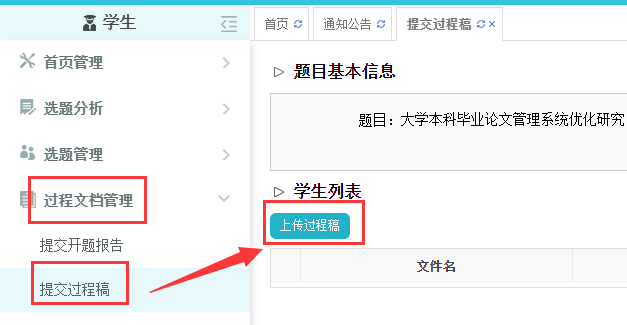 学生
首页管理
选题分析
选题管理
过程文档管理
提交开题报告
提交过程稿
首页 通知公告 提交过程稿
题目基本信息
题目：大学本科毕业论文管理系统优化研究
学生列表
上传过程稿
文件名